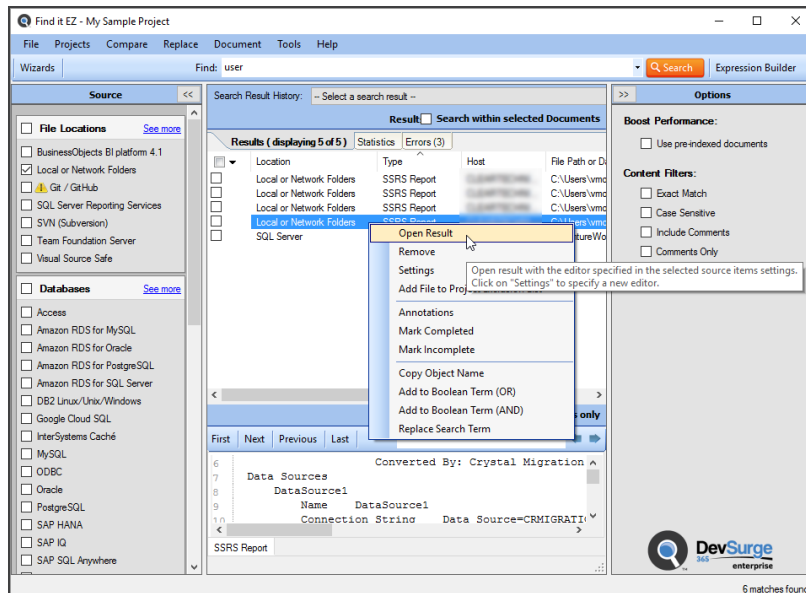 Find it EZ - My Sample Project
File Projects Compare Replace Document Tools Help
Wizards Find: user Search Expression Builder
Source <<
File Locations See more
BusinessObjects BI platform 4.1
Local or Network Folders
Git / GitHub
SQL Server Reporting Services
SVN (Subversion)
Team Foundation Server
Visual Source Safe
Databases See more
Access
Amazon RDS for MySQL
Amazon RDS for Oracle
Amazon RDS for PostgreSQL
Amazon RDS for SQL Server
DB2 Linux/Unix/Windows
Google Cloud SQL
InterSystems Caché
MySQL
ODBC
Oracle
PostgreSQL
SAP HANA
SAP IQ
SAP SQL Anywhere
Search Result History: -- Select a search result --
Result Search within selected Documents
Results ( displaying 5 of 5 ) Statistics Errors (3)
Location Type Host File Path or Da
Local or Network Folders SSRS Report C:\Users\vmc
Local or Network Folders SSRS Report C:\Users\vmc
Local or Network Folders SSRS Report C:\Users\vmc
Local or Network Folders SSRS Report C:\Users\vmc
SQL Server
Open Result
Remove
Settings
Add File to
Annotations
Mark Completed
Mark Incomplete
Copy Object Name
Add to Boolean Term (OR)
Add to Boolean Term (AND)
Replace Search Term
Open result with the editor specified in the selected source items settings.
Click on "Settings" to specify a new editor.
only
First Next Previous Last
6 Converted By: Crystal Migration
7 Data Sources
8 DataSource1
9 Name DataSource1
10 Connection String Data Source=CRMIGRATI
SSRS Report
>> Options
Boost Performance:
Use pre-indexed documents
Content Filters:
Exact Match
Case Sensitive
Include Comments
Comments Only
DevSurge
365 enterprise
6 matches found